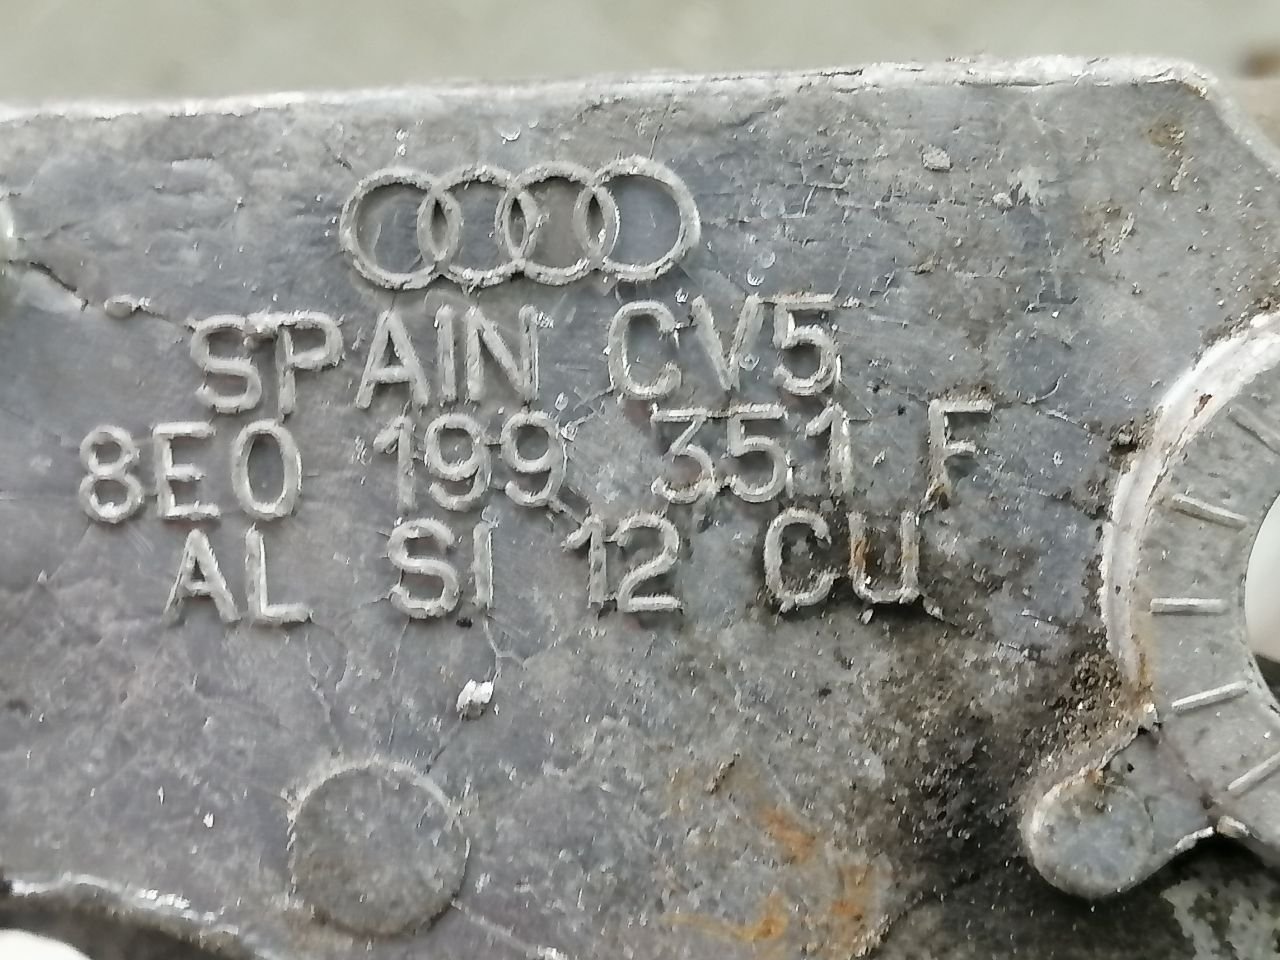 SPAIN CV5
8E0 199 351 F
AL SI 12 CU